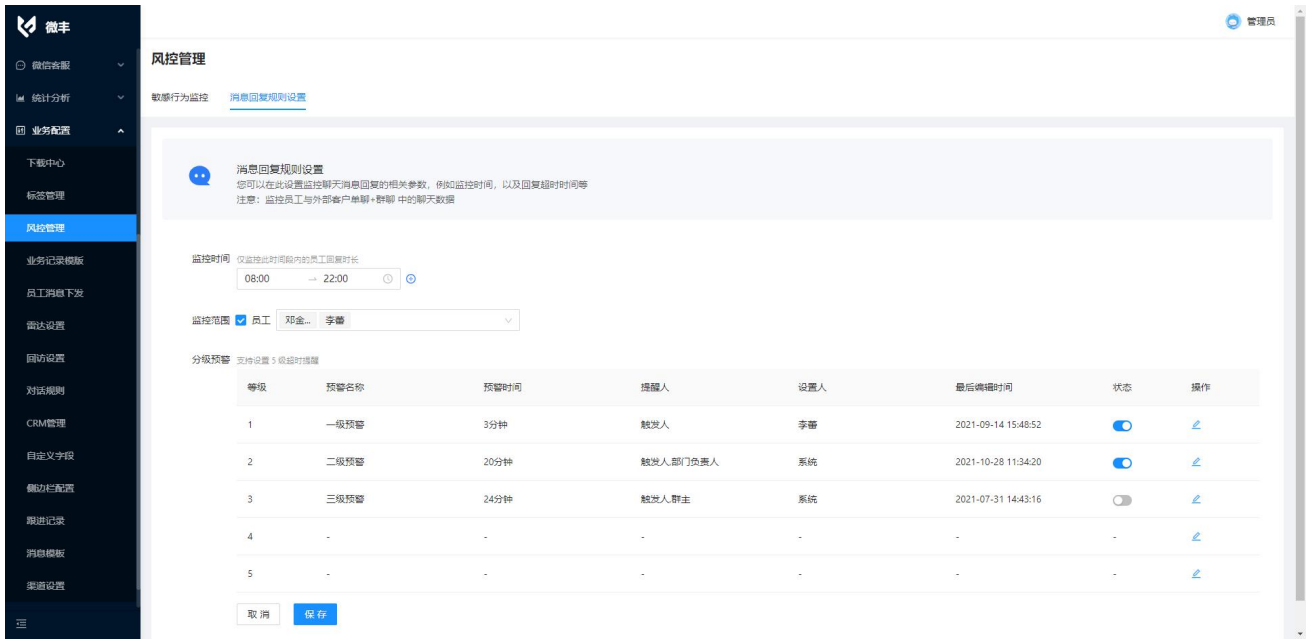 微丰
管理员
微信客服
统计分析
业务配置
下载中心
标签管理
风控管理
业务记录模版
员工消息下发
雷达设置
回访设置
对话规则
CRM管理
自定义字段
侧边栏配置
跟进记录
消息模板
渠道设置
风控管理
敏感行为监控 消息回复规则设置
消息回复规则设置
您可以在此设置监控聊天消息回复的相关参数，例如监控时间，以及回复超时时间等
注意：监控员工与外部客户单聊+群聊 中的聊天数据
监控时间 仅监控此时间段内的员工回复时长
08:00 → 22:00
监控范围 员工 邓金... 李蕾
分级预警 支持设置 5 级超时提醒
等级 预警名称 预警时间 提醒人 设置人 最后编辑时间 状态 操作
1 一级预警 3分钟 触发人 李蕾 2021-09-14 15:48:52
2 二级预警 20分钟 触发人,部门负责人 系统 2021-10-28 11:34:20
3 三级预警 24分钟 触发人,群主 系统 2021-07-31 14:43:16
4 - - - - - -
5 - - - - - -
取 消 保 存